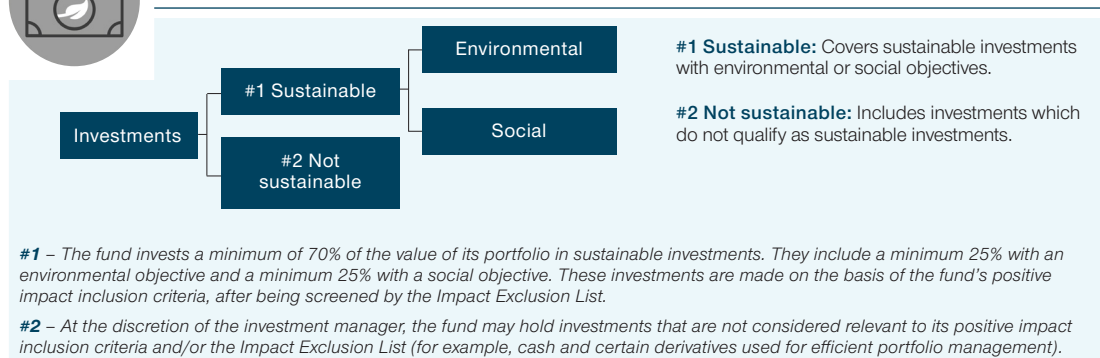 Environmental
#1 Sustainable
Social
Investments
#2 Not
sustainable
#1 Sustainable: Covers sustainable investments
with environmental or social objectives.
#2 Not sustainable: Includes investments which
do not qualify as sustainable investments.
#1 – The fund invests a minimum of 70% of the value of its portfolio in sustainable investments. They include a minimum 25% with an
environmental objective and a minimum 25% with a social objective. These investments are made on the basis of the fund's positive
impact inclusion criteria, after being screened by the Impact Exclusion List.
#2 – At the discretion of the investment manager, the fund may hold investments that are not considered relevant to its positive impact
inclusion criteria and/or the Impact Exclusion List (for example, cash and certain derivatives used for efficient portfolio management).